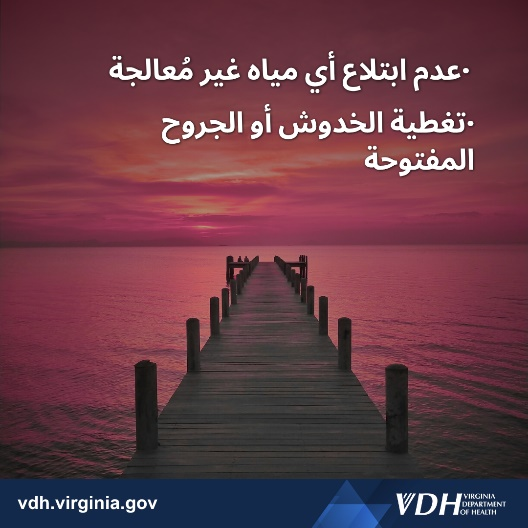 •عدم ابتلاع أي مياه غير مُعالجة
•تغطية الخدوش أو الجروح
المفتوحة
vdh.virginia.gov
VDH VIRGINIA
DEPARTMENT
OF HEALTH